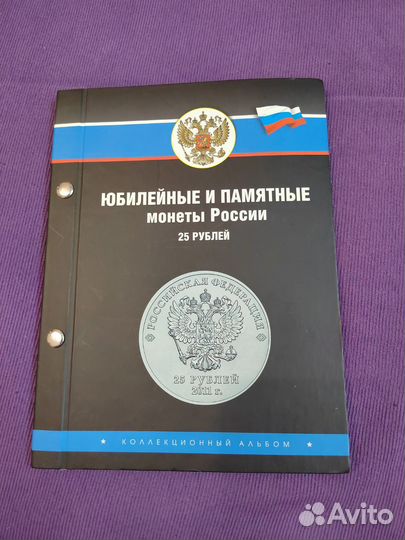 ЮБИЛЕЙНЫЕ И ПАМЯТНЫЕ
монеты России
25 РУБЛЕЙ
РОССИЙСКАЯ ФЕДЕРАЦИЯ
25 РУБЛЕЙ
2011 г.
КОЛЛЕКЦИОННЫЙ АЛЬБОМ
Avito